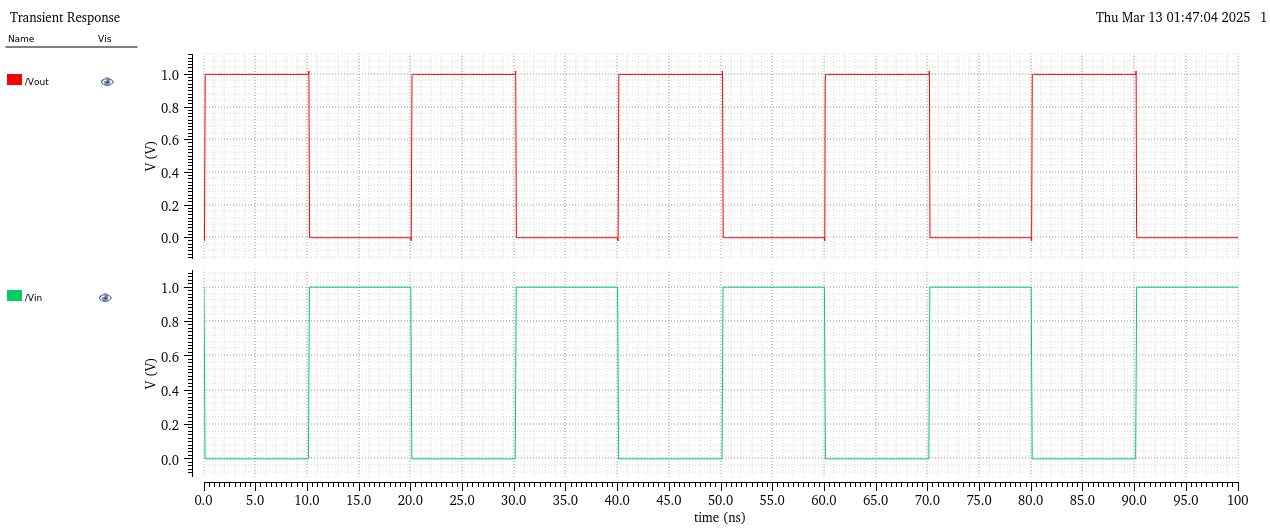 Transient Response
Thu Mar 13 01:47:04 2025 1
Name Vis
/Vout
V (V)
1.0
0.8
0.6
0.4
0.2
0.0
/Vin
V (V)
1.0
0.8
0.6
0.4
0.2
0.0
0.0 5.0 10.0 15.0 20.0 25.0 30.0 35.0 40.0 45.0 50.0 55.0 60.0 65.0 70.0 75.0 80.0 85.0 90.0 95.0 100
time (ns)